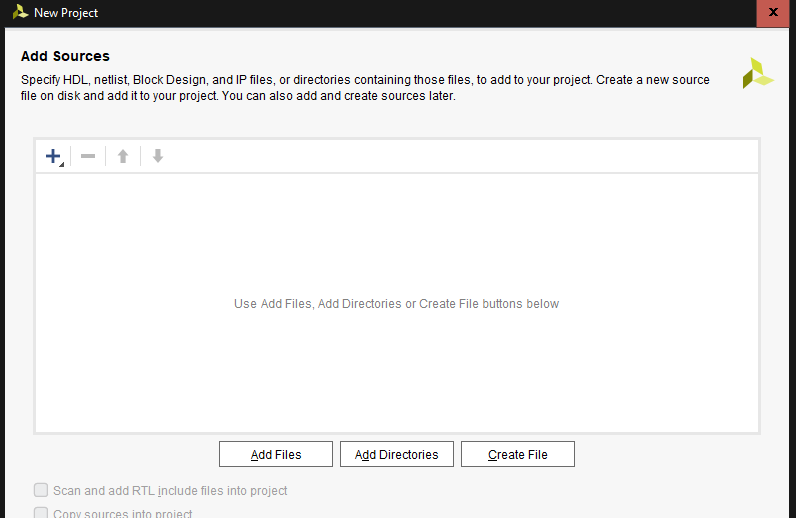 New Project
Add Sources
Specify HDL, netlist, Block Design, and IP files, or directories containing those files, to add to your project. Create a new source
file on disk and add it to your project. You can also add and create sources later.
Use Add Files, Add Directories or Create File buttons below
Add Files
Add Directories
Create File
Scan and add RTL include files into project
Copy sources into project